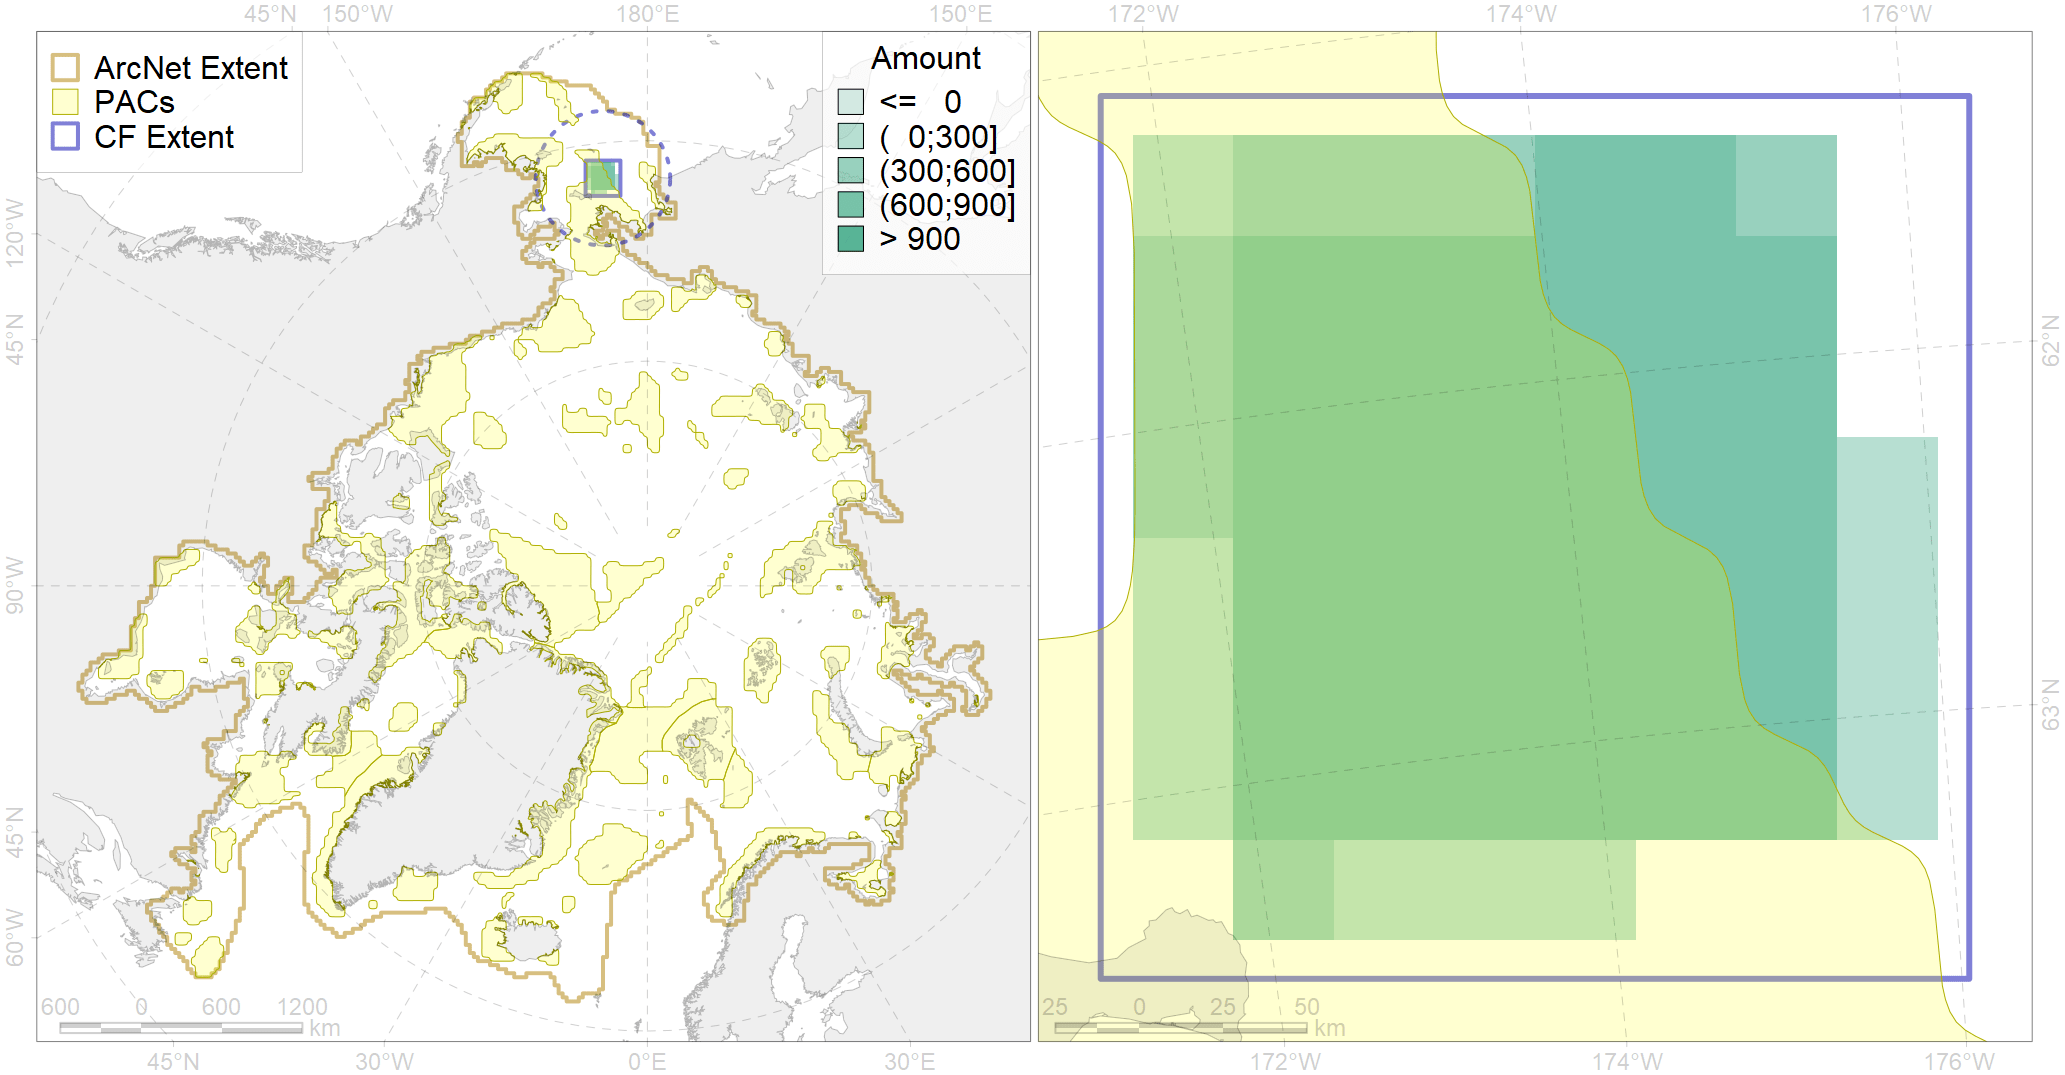 45°N 150°W 180°E 150°E 172°W 174°W 176°W
ArcNet Extent
PACs
CF Extent
Amount
<= 0
( 0;300]
(300;600]
(600;900]
> 900
120°W
45°N
90°W
45°N
60°W
62°N
63°N
600 0 600 1200
km
25 0 25 50
km
45°N 30°W 0°E 30°E 172°W 174°W 176°W